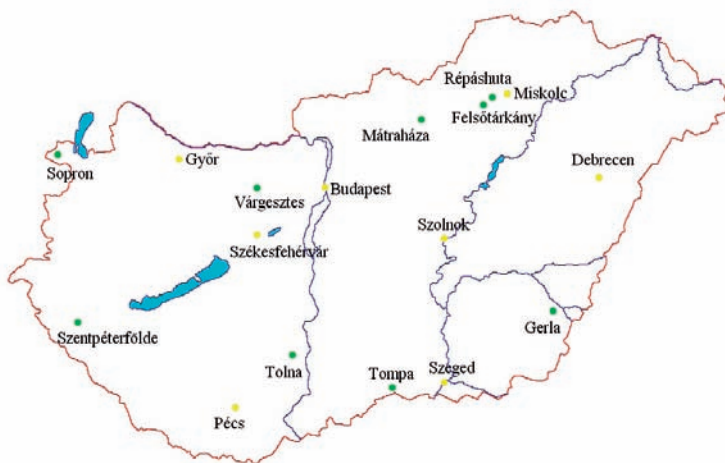 Répáshuta
Miskolc
Felsőtárkány
Mátraháza
Sopron
Győr
Debrecen
Várgesztes
Budapest
Szolnok
Székesfehérvár
Szentpéterfölde
Gerla
Tolna
Tompa
Szeged
Pécs